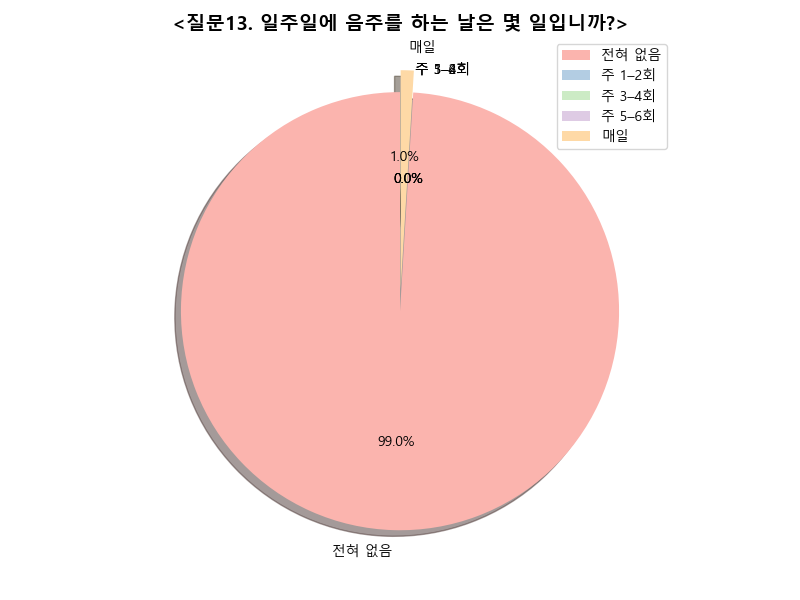 <질문13. 일주일에 음주를 하는 날은 몇 일입니까?>
매일
전혀 없음
주 1–2회
주 3–4회
주 5–6회
매일
1.0%
0.0%
99.0%
전혀 없음